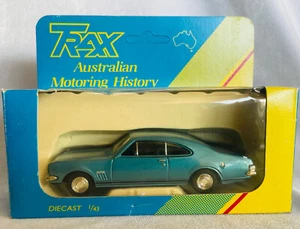 TRAX
Australian
Motoring History
DIECAST 1/43